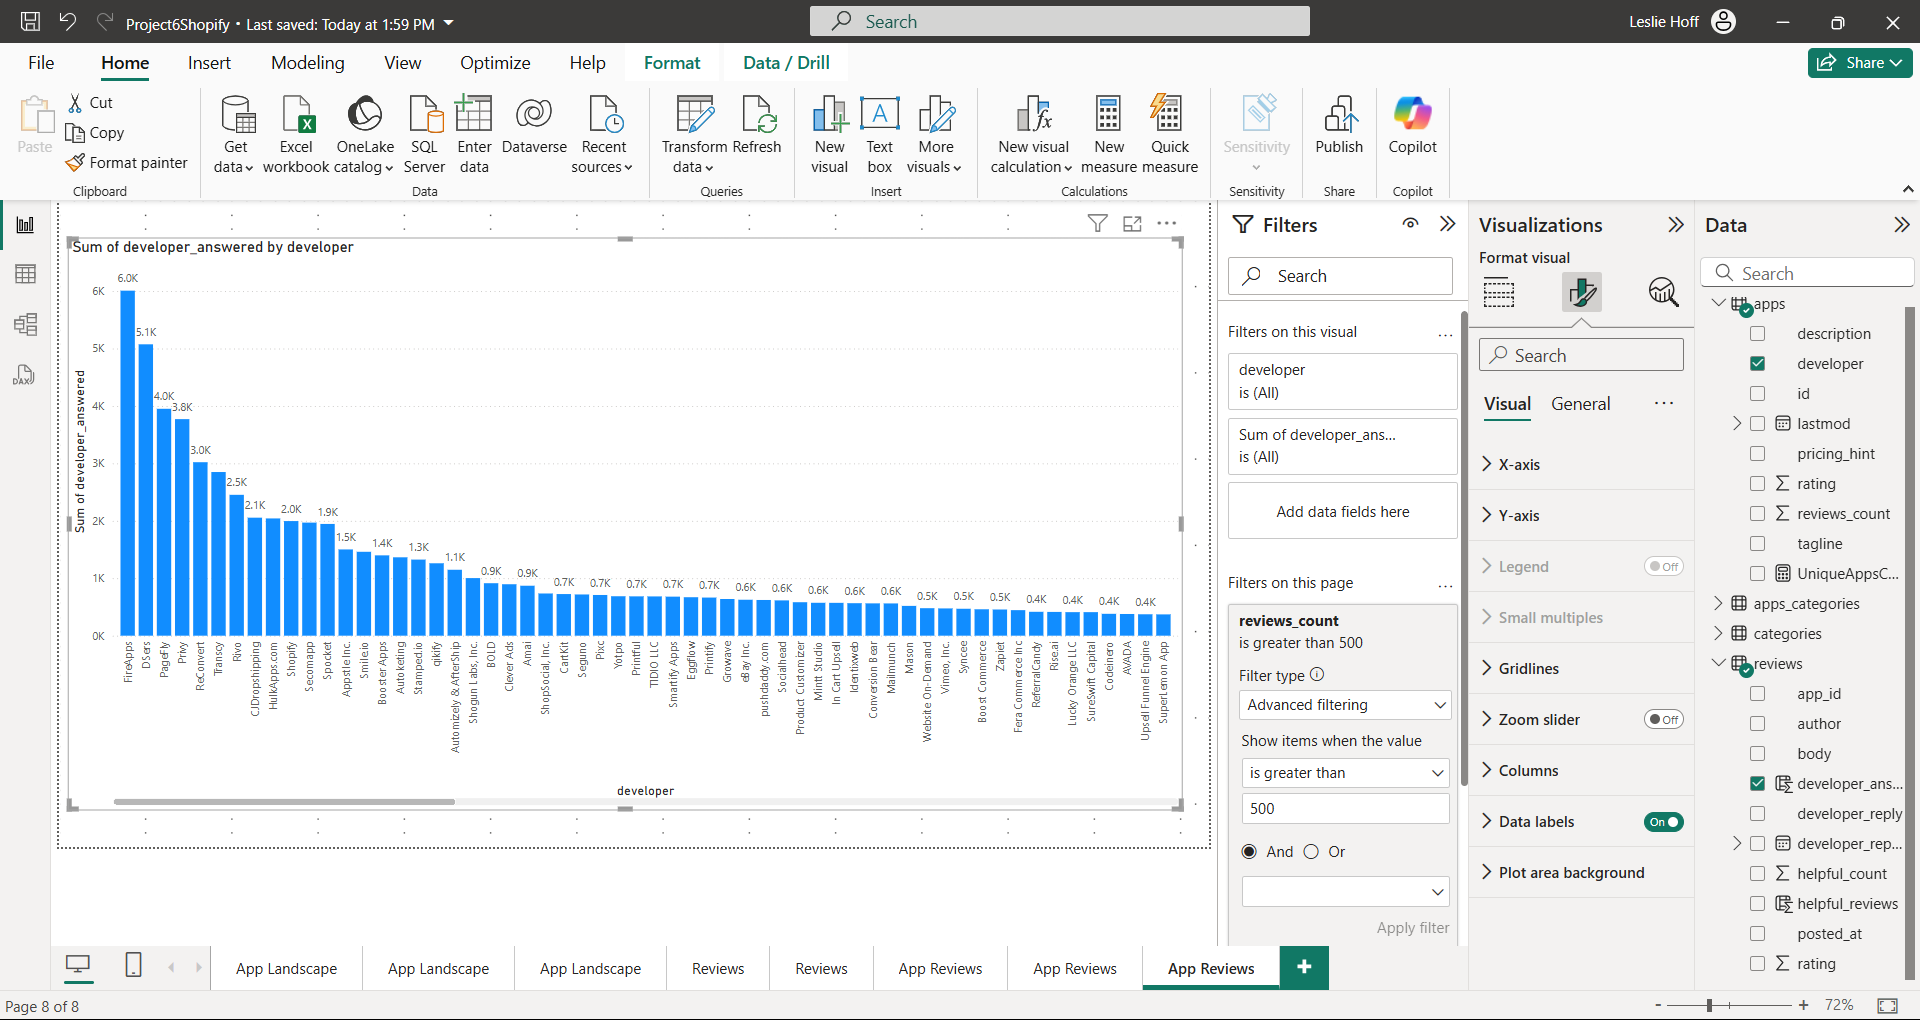 Project6Shopify • Last saved: Today at 1:59 PM
Search
Leslie Hoff
File
Home
Insert
Modeling
View
Optimize
Help
Format
Data / Drill
Share
Paste
Cut
Copy
Format painter
Clipboard
Get data
Excel workbook
OneLake catalog
SQL Server
Enter data
Dataverse
Recent sources
Data
Transform data
Refresh
Queries
New visual
Text box
More visuals
Insert
New visual calculation
New measure
Quick measure
Calculations
Sensitivity
Sensitivity
Publish
Share
Copilot
Copilot
Sum of developer_answered by developer
Sum of developer_answered
6K
5K
4K
3K
2K
1K
0K
6.0K
5.1K
4.0K
3.8K
3.0K
2.5K
2.1K
2.0K
1.9K
1.5K
1.4K
1.3K
1.1K
0.9K
0.9K
0.7K
0.7K
0.7K
0.7K
0.7K
0.6K
0.6K
0.6K
0.6K
0.6K
0.5K
0.5K
0.5K
0.4K
0.4K
0.4K
0.4K
FireApps
DSers
PageFly
Privy
ReConvert
Transcy
Rivo
CJDropshipping
HulkApps.com
Shopify
Secomapp
Spocket
Appstle Inc.
Smile.io
Booster Apps
Autoketing
Stamped.io
qikify
Automizely & AfterShip
Shogun Labs, Inc.
BOLD
Clever Ads
Amai
ShopSocial, Inc.
CartKit
Seguno
Pixc
Yotpo
Printful
TIDIO LLC
Smartify Apps
Eggflow
Printify
Growave
eBay Inc.
pushdaddy.com
Socialhead
Product Customizer
Mintt Studio
In Cart Upsell
Identixweb
Conversion Bear
Mailmunch
Mason
Website On-Demand
Vimeo, Inc.
Syncee
Boost Commerce
Zapiet
Fera Commerce Inc
ReferralCandy
Rise.ai
Lucky Orange LLC
SureSwift Capital
Codeinero
AVADA
Upsell Funnel Engine
SuperLemon App
developer
Filters
Search
Filters on this visual
developer
is (All)
Sum of developer_ans...
is (All)
Add data fields here
Filters on this page
reviews_count
is greater than 500
Filter type
Advanced filtering
Show items when the value
is greater than
500
And
Or
Apply filter
Visualizations
Format visual
Search
Visual
General
X-axis
Y-axis
Legend
Off
Small multiples
Gridlines
Zoom slider
Off
Columns
Data labels
On
Plot area background
Data
Search
apps
description
developer
id
lastmod
pricing_hint
rating
reviews_count
tagline
UniqueAppsC...
apps_categories
categories
reviews
app_id
author
body
developer_ans...
developer_reply
developer_rep...
helpful_count
helpful_reviews
posted_at
rating
DAX
App Landscape
App Landscape
App Landscape
Reviews
Reviews
App Reviews
App Reviews
App Reviews
+
Page 8 of 8
-
+
72%